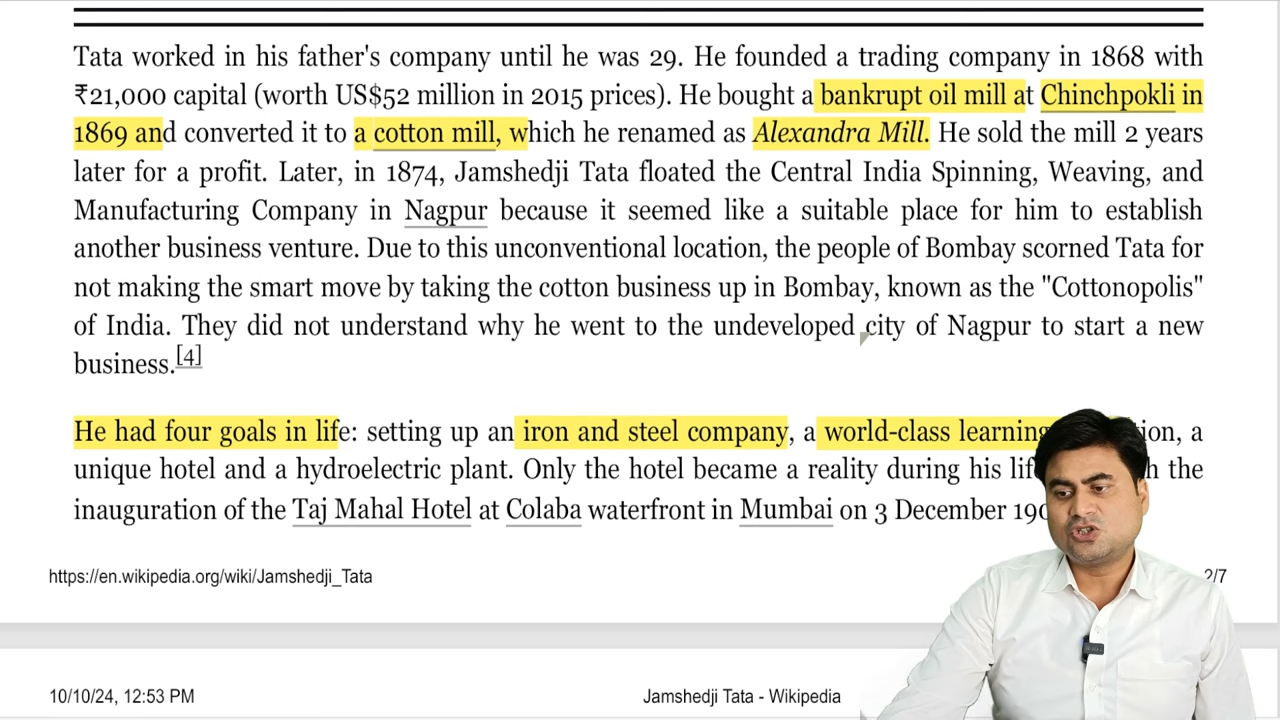 Tata worked in his father's company until he was 29. He founded a trading company in 1868 with
₹21,000 capital (worth US$52 million in 2015 prices). He bought a bankrupt oil mill at Chinchpokli in
1869 and converted it to a cotton mill, which he renamed as Alexandra Mill. He sold the mill 2 years
later for a profit. Later, in 1874, Jamshedji Tata floated the Central India Spinning, Weaving, and
Manufacturing Company in Nagpur because it seemed like a suitable place for him to establish
another business venture. Due to this unconventional location, the people of Bombay scorned Tata for
not making the smart move by taking the cotton business up in Bombay, known as the "Cottonopolis"
of India. They did not understand why he went to the undeveloped city of Nagpur to start a new
business.[4]
He had four goals in life: setting up an iron and steel company, a world-class learning a
unique hotel and a hydroelectric plant. Only the hotel became a reality during his the
inauguration of the Taj Mahal Hotel at Colaba waterfront in Mumbai on 3 December
https://en.wikipedia.org/wiki/Jamshedji_Tata 2/7
10/10/24, 12:53 PM Jamshedji Tata - Wikipedia